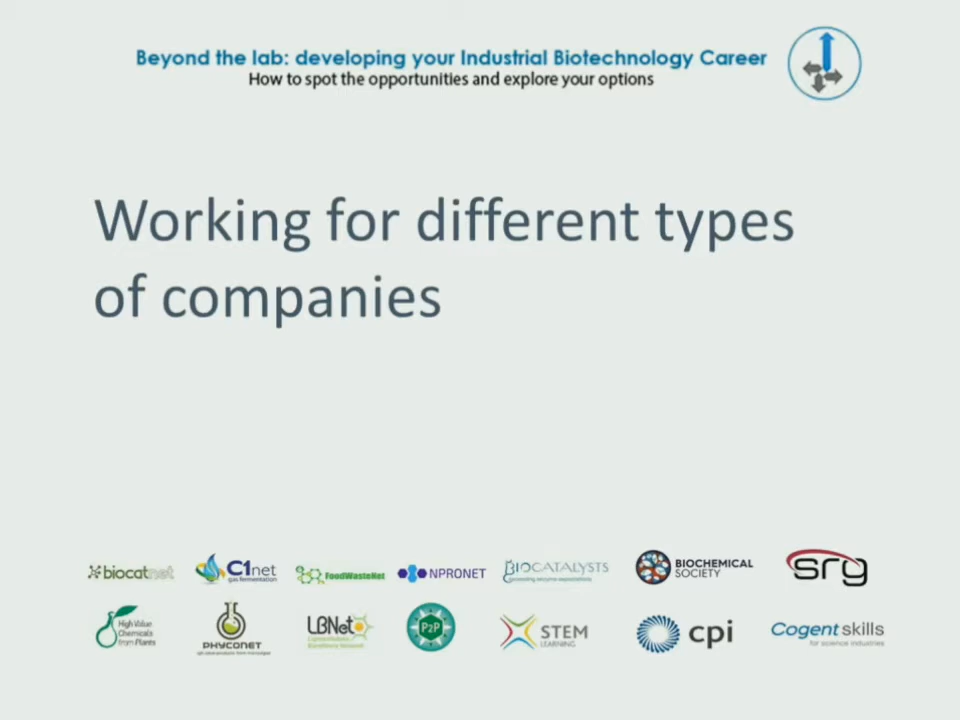 Beyond the lab: developing your Industrial Biotechnology Career
How to spot the opportunities and explore your options
Working for different types
of companies
biocatnet
C1net
gas fermentation
FoodWasteNet
NPRONET
BIOCATALYSTS
BIOCHEMICAL
SOCIETY
srg
High Value
Chemicals
from Plants
PHYCONET
LBNet
P2P
STEM
LEARNING
cpi
Cogent skills
for science industries